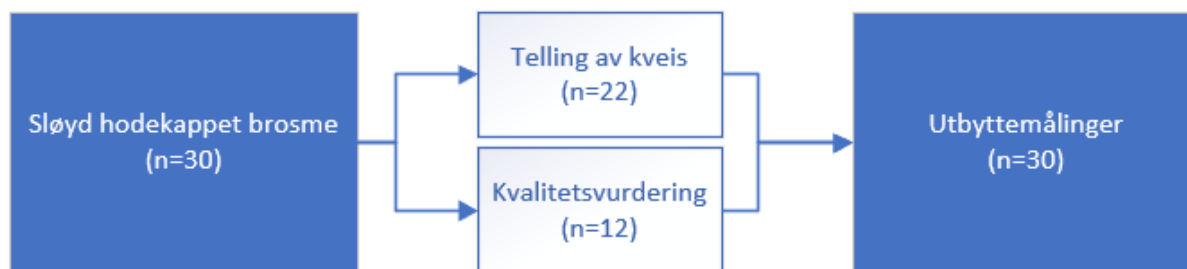 Sløyd hodekappet brosme
(n=30)
Telling av kveis
(n=22)
Kvalitetsvurdering
(n=12)
Utbyttemålinger
(n=30)